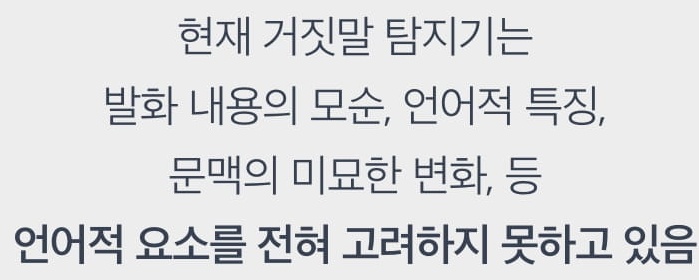 현재 거짓말 탐지기는
발화 내용의 모순, 언어적 특징,
문맥의 미묘한 변화, 등
언어적 요소를 전혀 고려하지 못하고 있음